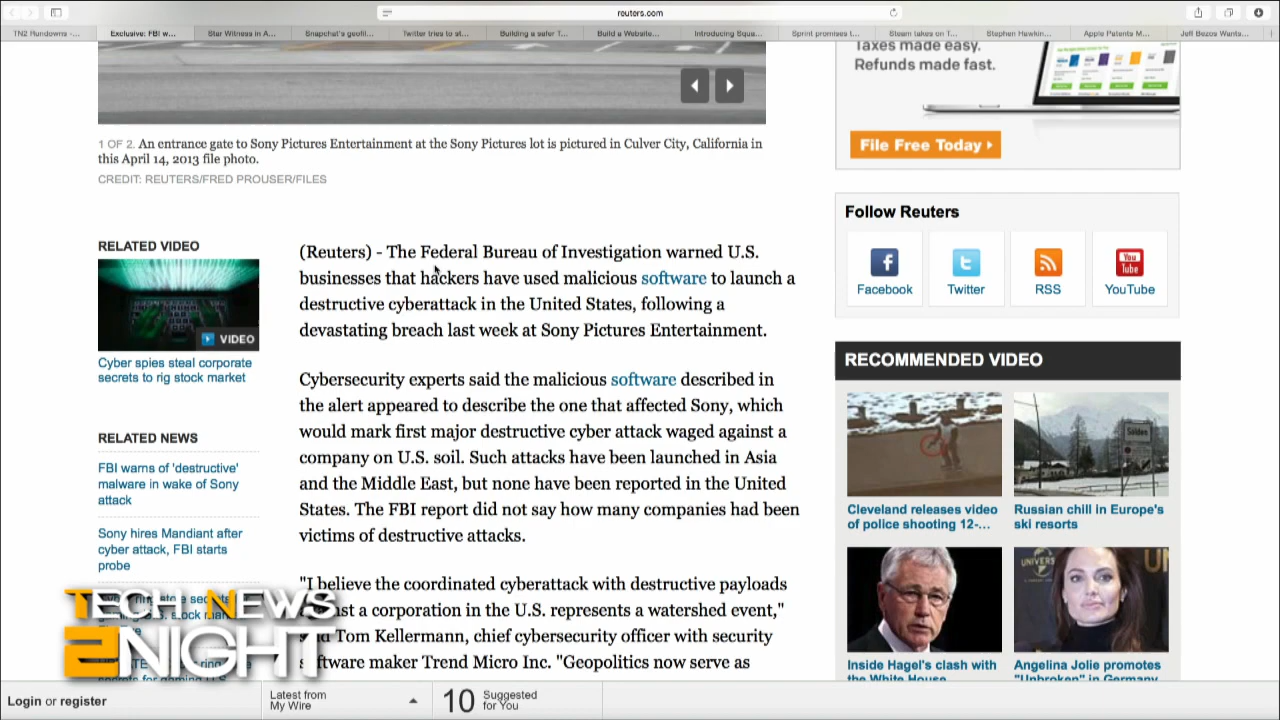 reuters.com
TN2 Rundowns -...
Exclusive: FBI w...
Star Witness in A...
Snapchat's geofil...
Twitter tries to st...
Building a safer T...
Build a Website...
Introducing Squa...
Sprint promises t...
Steam takes on T...
Stephen Hawkin...
Apple Patents M...
Jeff Bezos Wants...
Taxes made easy.
Refunds made fast.
File Free Today
1 OF 2. An entrance gate to Sony Pictures Entertainment at the Sony Pictures lot is pictured in Culver City, California in
this April 14, 2013 file photo.
CREDIT: REUTERS/FRED PROUSER/FILES
RELATED VIDEO
VIDEO
Cyber spies steal corporate
secrets to rig stock market
RELATED NEWS
FBI warns of 'destructive'
malware in wake of Sony
attack
Sony hires Mandiant after
cyber attack, FBI starts
probe
(Reuters) - The Federal Bureau of Investigation warned U.S.
businesses that hackers have used malicious software to launch a
destructive cyberattack in the United States, following a
devastating breach last week at Sony Pictures Entertainment.
Cybersecurity experts said the malicious software described in
the alert appeared to describe the one that affected Sony, which
would mark first major destructive cyber attack waged against a
company on U.S. soil. Such attacks have been launched in Asia
and the Middle East, but none have been reported in the United
States. The FBI report did not say how many companies had been
victims of destructive attacks.
"I believe the coordinated cyberattack with destructive payloads
a corporation in the U.S. represents a watershed event,"
Tom Kellermann, chief cybersecurity officer with security
software maker Trend Micro Inc. "Geopolitics now serve as
Follow Reuters
Facebook
Twitter
RSS
You Tube
YouTube
RECOMMENDED VIDEO
Sölden
Cleveland releases video
of police shooting 12-...
Russian chill in Europe's
ski resorts
UNIVERS
Inside Hagel's clash with
the White House
Angelina Jolie promotes
"Unbroken" in Germany
TECH NEWS
2NIGHT
Login or register
Latest from
My Wire
10
Suggested
for You